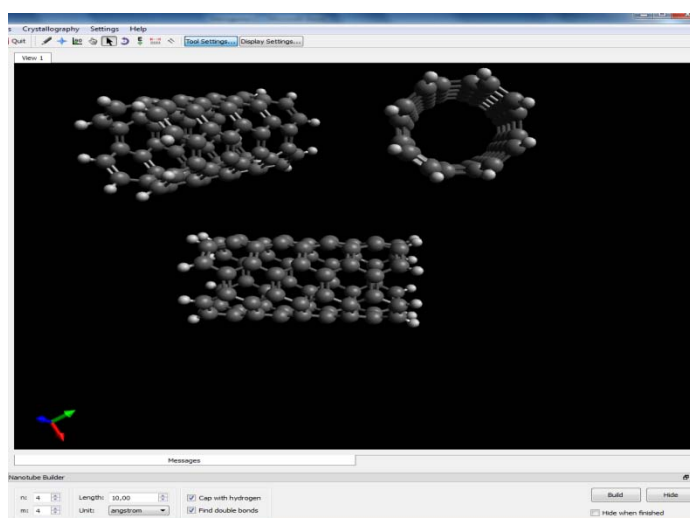 s Crystallography Settings Help
Quit Tool Settings... Display Settings...
View 1
Messages
Nanotube Builder
n: 4 Length: 10,00 Cap with hydrogen Build Hide
m: 4 Unit: angstrom Find double bonds Hide when finished